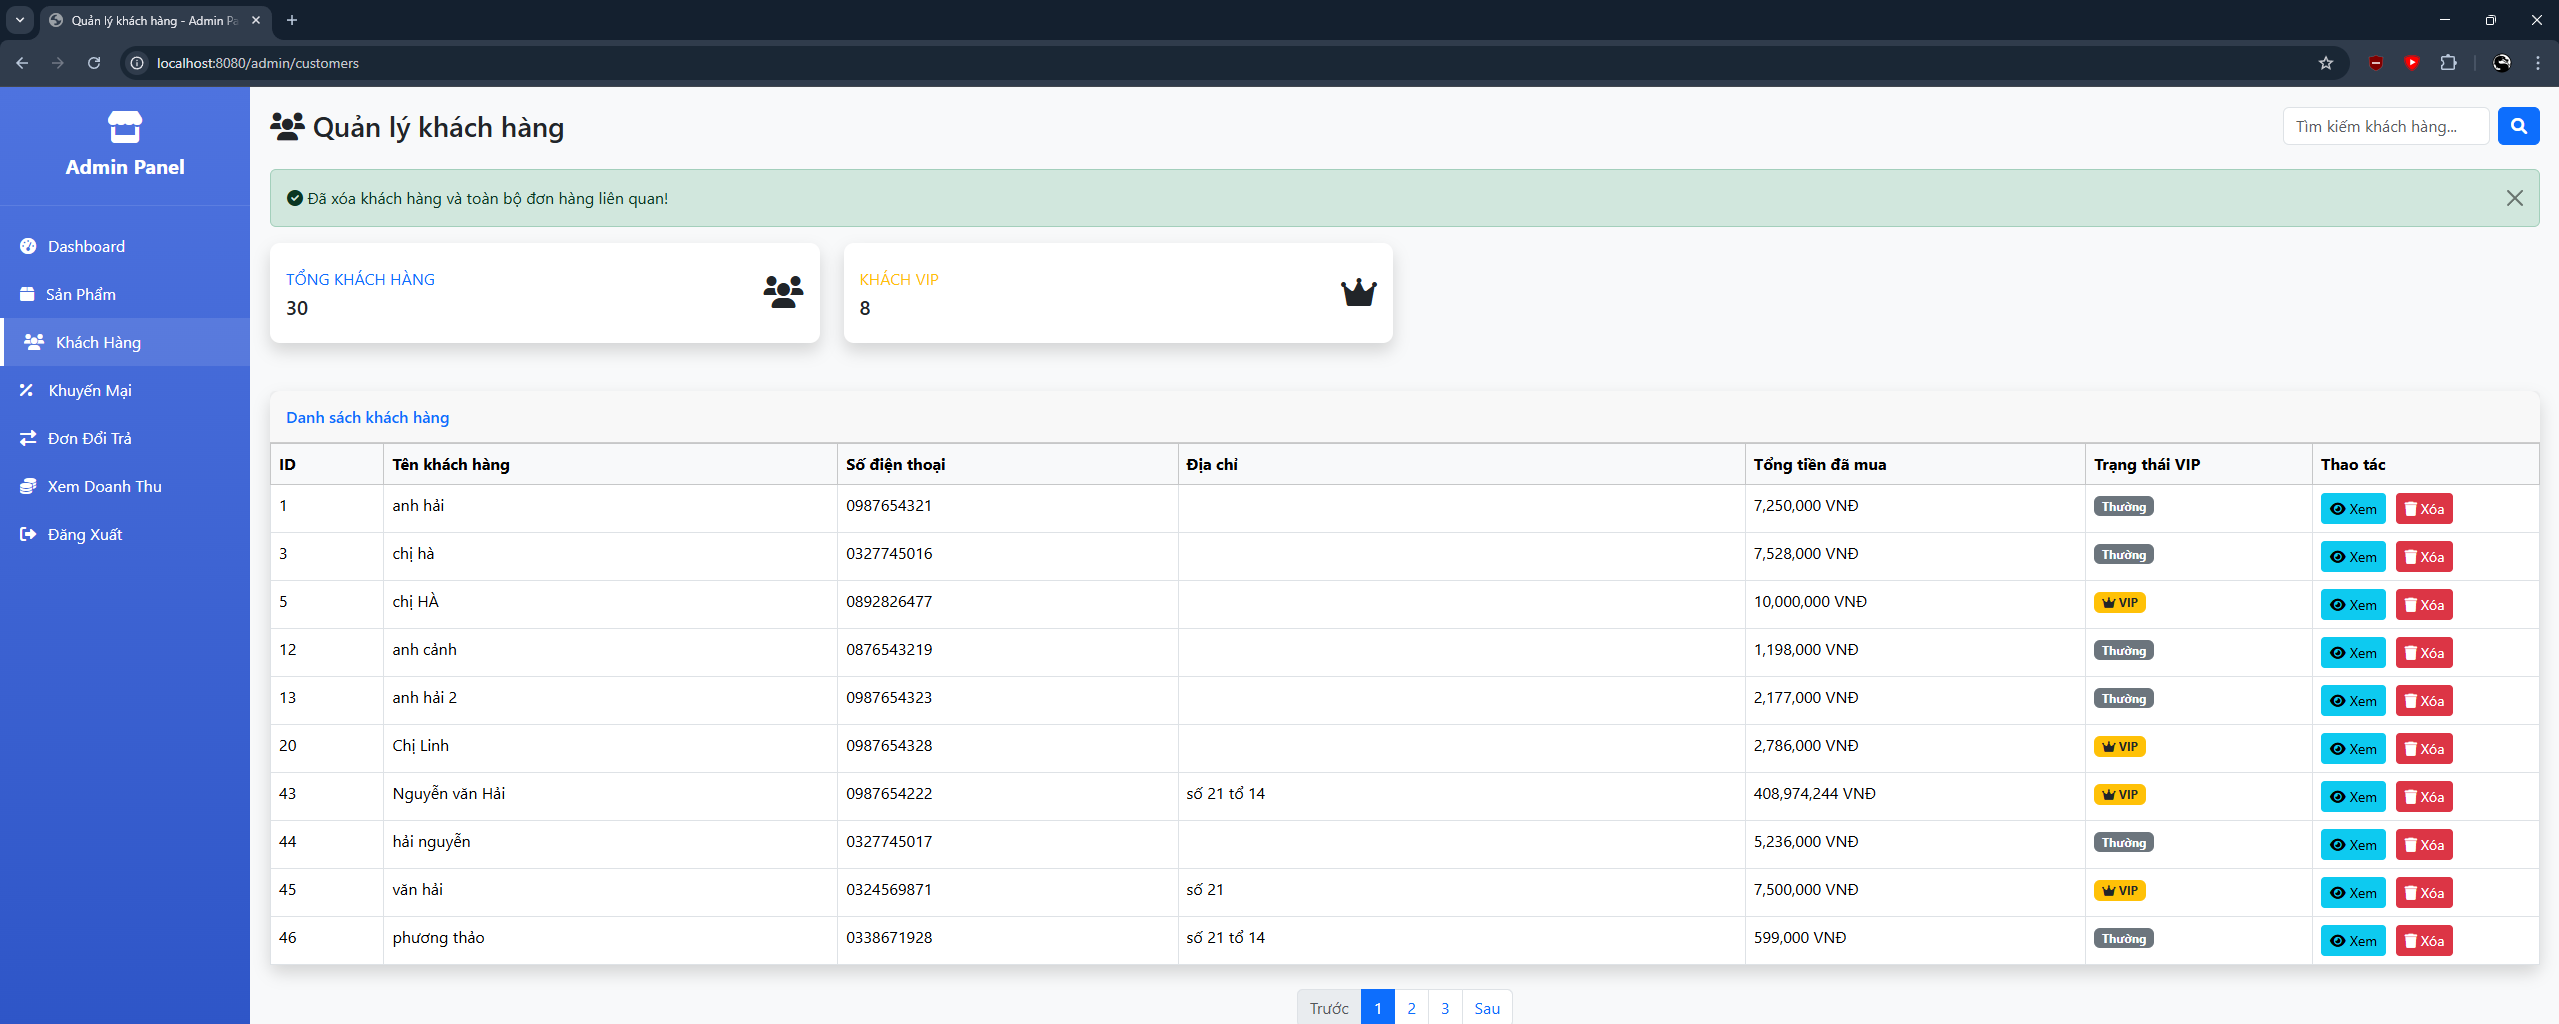 Quản lý khách hàng - Admin Pa
localhost:8080/admin/customers
Admin Panel
Dashboard
Sản Phẩm
Khách Hàng
Khuyến Mại
Đơn Đổi Trả
Xem Doanh Thu
Đăng Xuất
Quản lý khách hàng
Tìm kiếm khách hàng...
Đã xóa khách hàng và toàn bộ đơn hàng liên quan!
TỔNG KHÁCH HÀNG
30
KHÁCH VIP
8
Danh sách khách hàng
ID Tên khách hàng Số điện thoại Địa chỉ Tổng tiền đã mua Trạng thái VIP Thao tác
1 anh hải 0987654321 7,250,000 VNĐ Thường Xem Xóa
3 chị hà 0327745016 7,528,000 VNĐ Thường Xem Xóa
5 chị HÀ 0892826477 10,000,000 VNĐ VIP Xem Xóa
12 anh cảnh 0876543219 1,198,000 VNĐ Thường Xem Xóa
13 anh hải 2 0987654323 2,177,000 VNĐ Thường Xem Xóa
20 Chị Linh 0987654328 2,786,000 VNĐ VIP Xem Xóa
43 Nguyễn văn Hải 0987654222 số 21 tổ 14 408,974,244 VNĐ VIP Xem Xóa
44 hải nguyễn 0327745017 5,236,000 VNĐ Thường Xem Xóa
45 văn hải 0324569871 số 21 7,500,000 VNĐ VIP Xem Xóa
46 phương thảo 0338671928 số 21 tổ 14 599,000 VNĐ Thường Xem Xóa
Trước 1 2 3 Sau